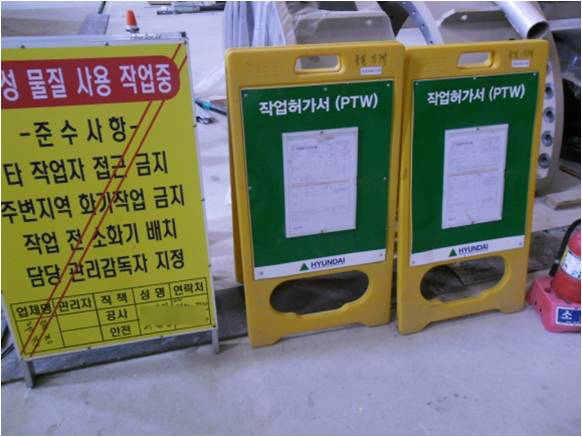 성 물질 사용 작업중
-준수사항-
타 작업자 접근 금지
주변지역 화기작업 금지
작업 전 소화기 배치
담당 관리감독자 지정
업체명 관리자 직책 성명 연락처
공사
안전
작업허가서 (PTW)
HYUNDAI
작업허가서 (PTW)
HYUNDAI
소